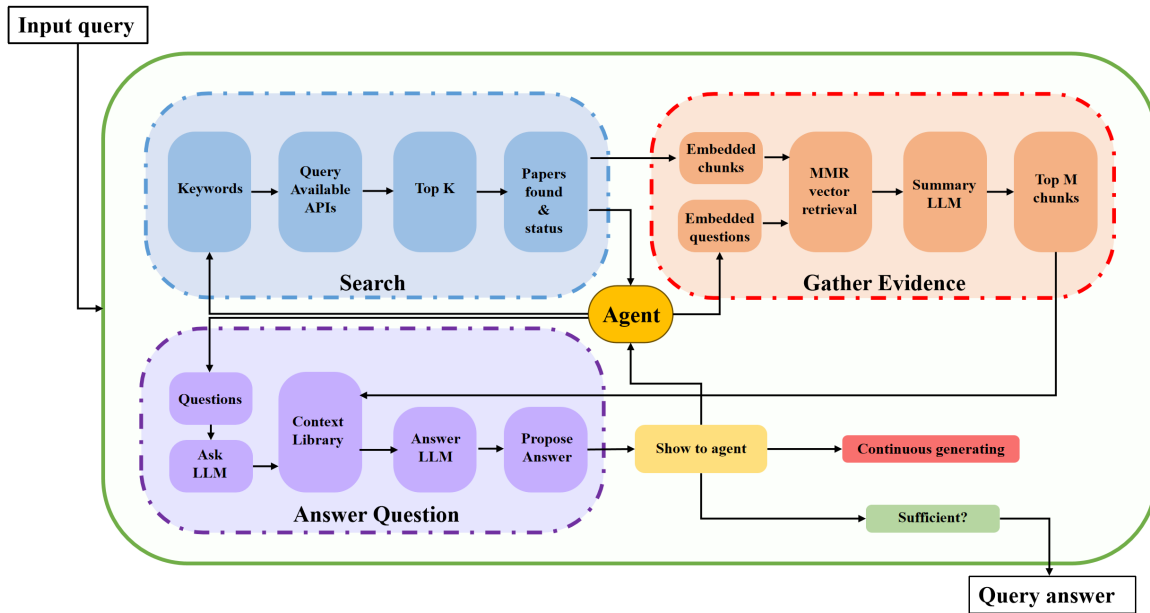 Input query
Keywords
Query
Available
APIs
Top K
Papers
found
&
status
Search
Embedded
chunks
Embedded
questions
MMR
vector
retrieval
Summary
LLM
Top M
chunks
Gather Evidence
Agent
Questions
Ask
LLM
Context
Library
Answer
LLM
Propose
Answer
Answer Question
Show to agent
Continuous generating
Sufficient?
Query answer